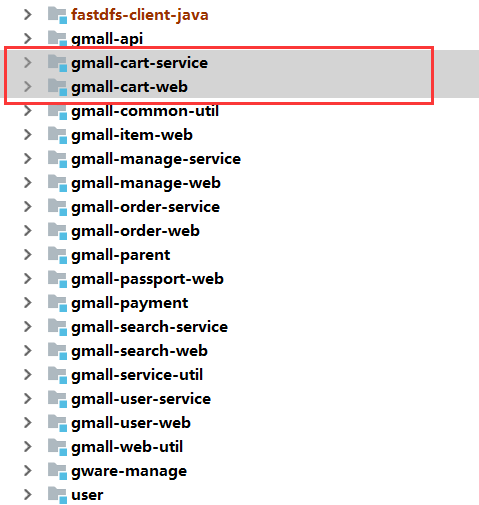 fastdfs-client-java
gmall-api
gmall-cart-service
gmall-cart-web
gmall-common-util
gmall-item-web
gmall-manage-service
gmall-manage-web
gmall-order-service
gmall-order-web
gmall-parent
gmall-passport-web
gmall-payment
gmall-search-service
gmall-search-web
gmall-service-util
gmall-user-service
gmall-user-web
gmall-web-util
gware-manage
user